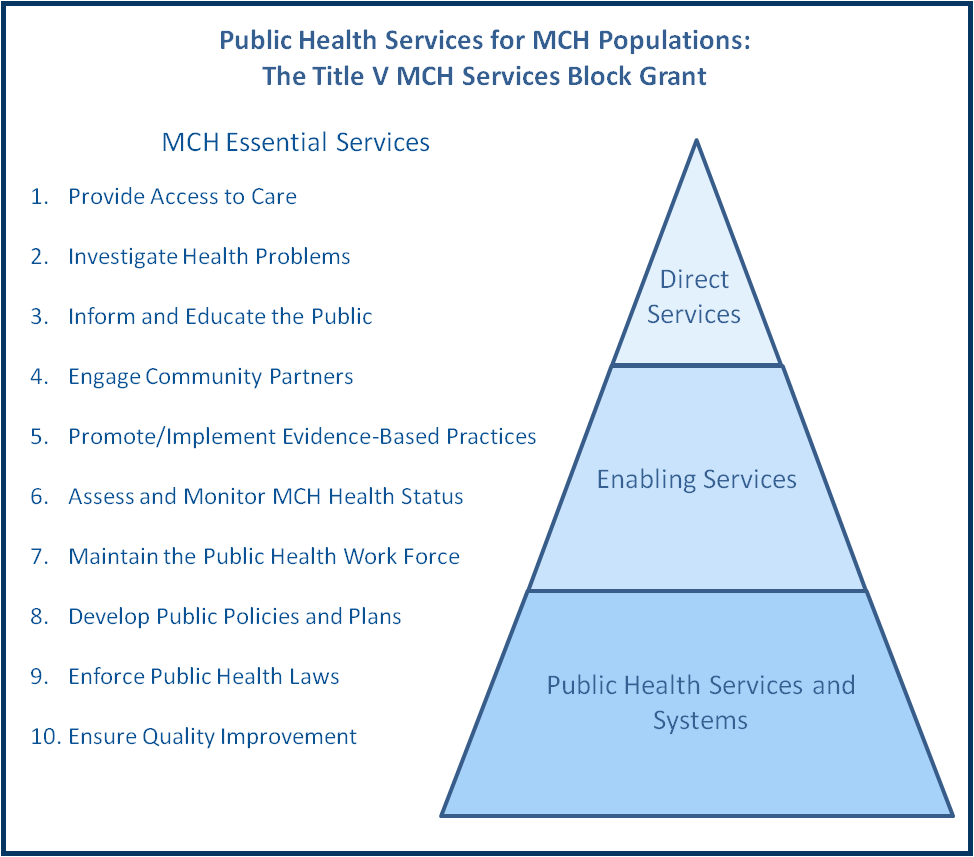 Public Health Services for MCH Populations:
The Title V MCH Services Block Grant
MCH Essential Services
1. Provide Access to Care
2. Investigate Health Problems
3. Inform and Educate the Public
4. Engage Community Partners
5. Promote/Implement Evidence-Based Practices
6. Assess and Monitor MCH Health Status
7. Maintain the Public Health Work Force
8. Develop Public Policies and Plans
9. Enforce Public Health Laws
10. Ensure Quality Improvement
Direct
Services
Enabling Services
Public Health Services and
Systems